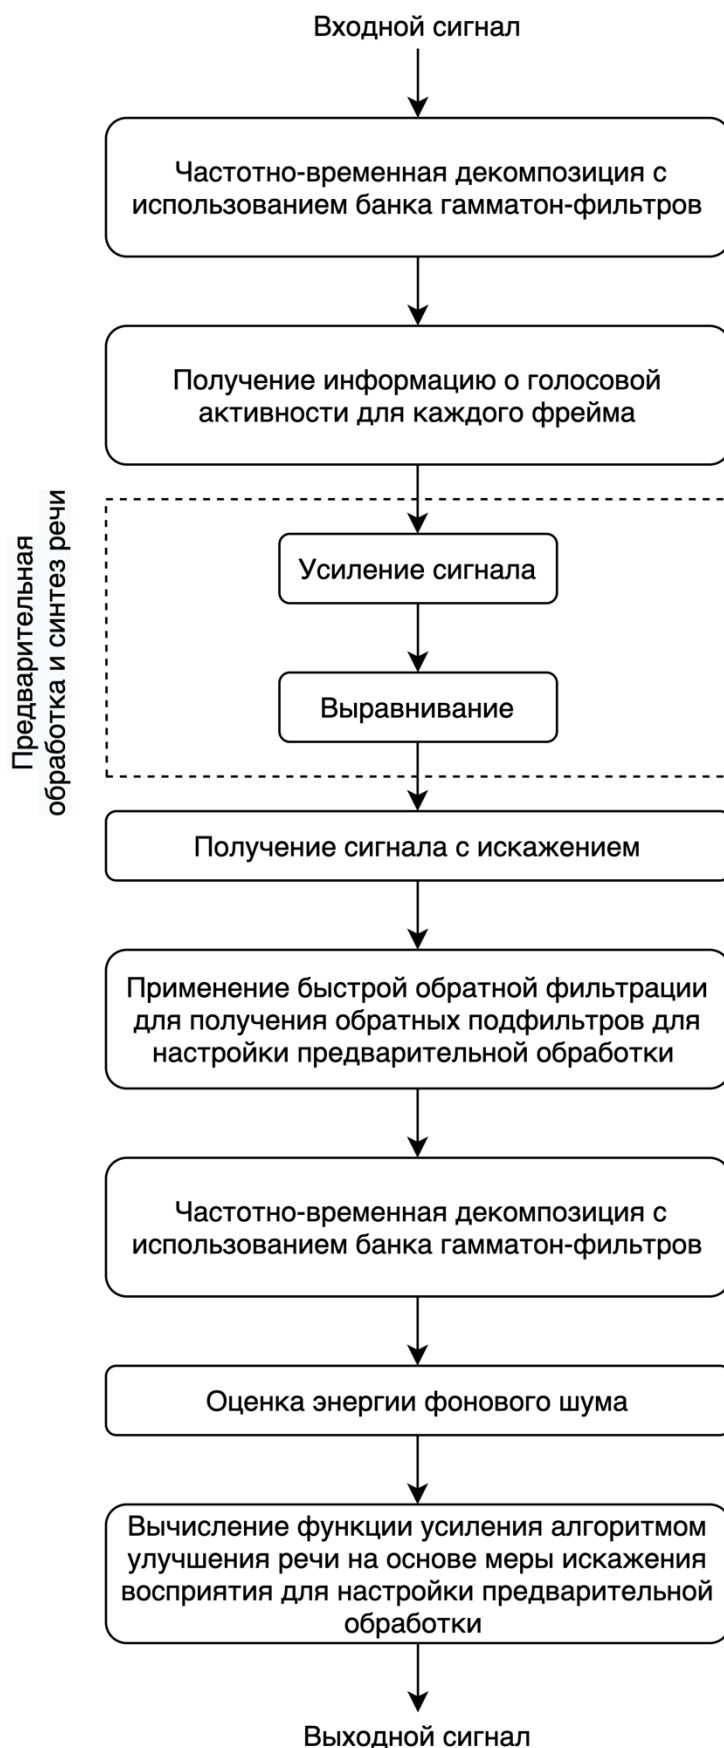 Входной сигнал
Частотно-временная декомпозиция с
использованием банка гамматон-фильтров
Получение информацию о голосовой
активности для каждого фрейма
Предварительная
обработка и синтез речи
Усиление сигнала
Выравнивание
Получение сигнала с искажением
Применение быстрой обратной фильтрации
для получения обратных подфильтров для
настройки предварительной обработки
Частотно-временная декомпозиция с
использованием банка гамматон-фильтров
Оценка энергии фонового шума
Вычисление функции усиления алгоритмом
улучшения речи на основе меры искажения
восприятия для настройки предварительной
обработки
Выходной сигнал